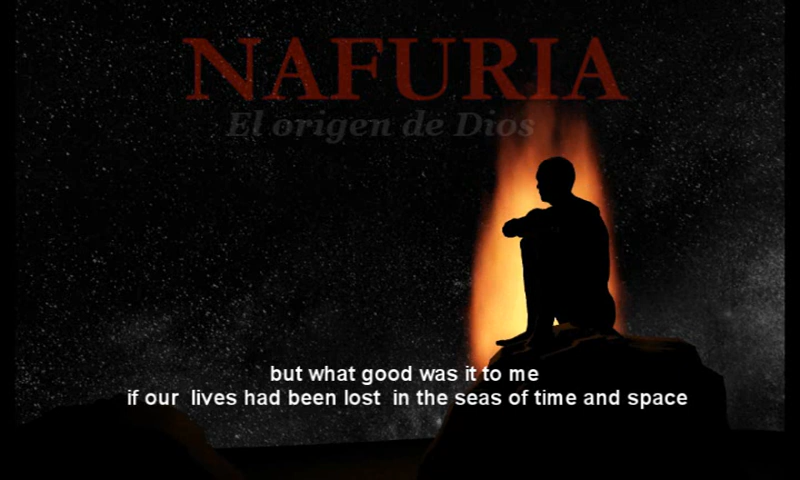 NAFURIA
El origen de Dios
but what good was it to me
if our lives had been lost in the seas of time and space